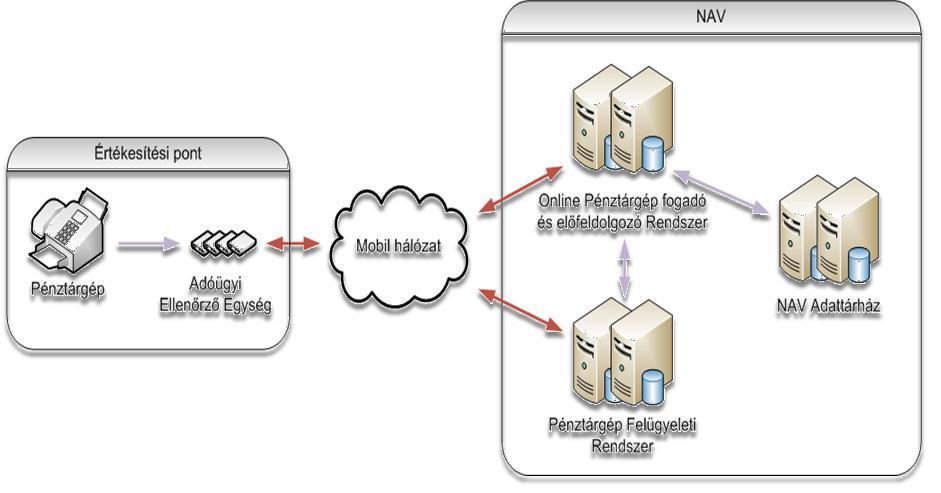 NAV
Értékesítési pont
Pénztárgép
Adóügyi
Ellenőrző Egység
Mobil hálózat
Online Pénztárgép fogadó
és előfeldolgozó Rendszer
NAV Adattárház
Pénztárgép Felügyeleti
Rendszer